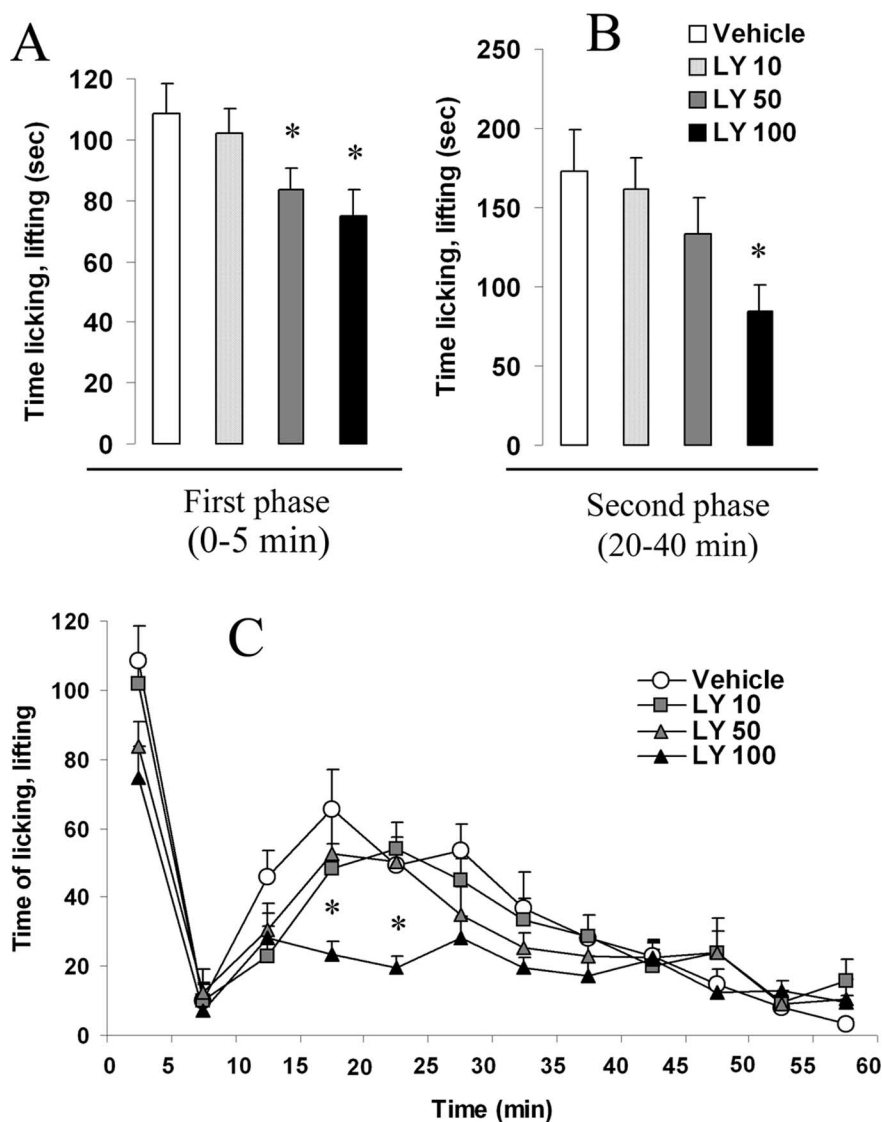 A
Time licking, lifting (sec)
120
100
80
60
40
20
0
*
*
First phase
(0-5 min)
B
Vehicle
LY 10
LY 50
LY 100
Time licking, lifting (sec)
250
200
150
100
50
0
*
Second phase
(20-40 min)
C
Vehicle
LY 10
LY 50
LY 100
Time of licking, lifting
120
100
80
60
40
20
0
*
*
0 5 10 15 20 25 30 35 40 45 50 55 60
Time (min)